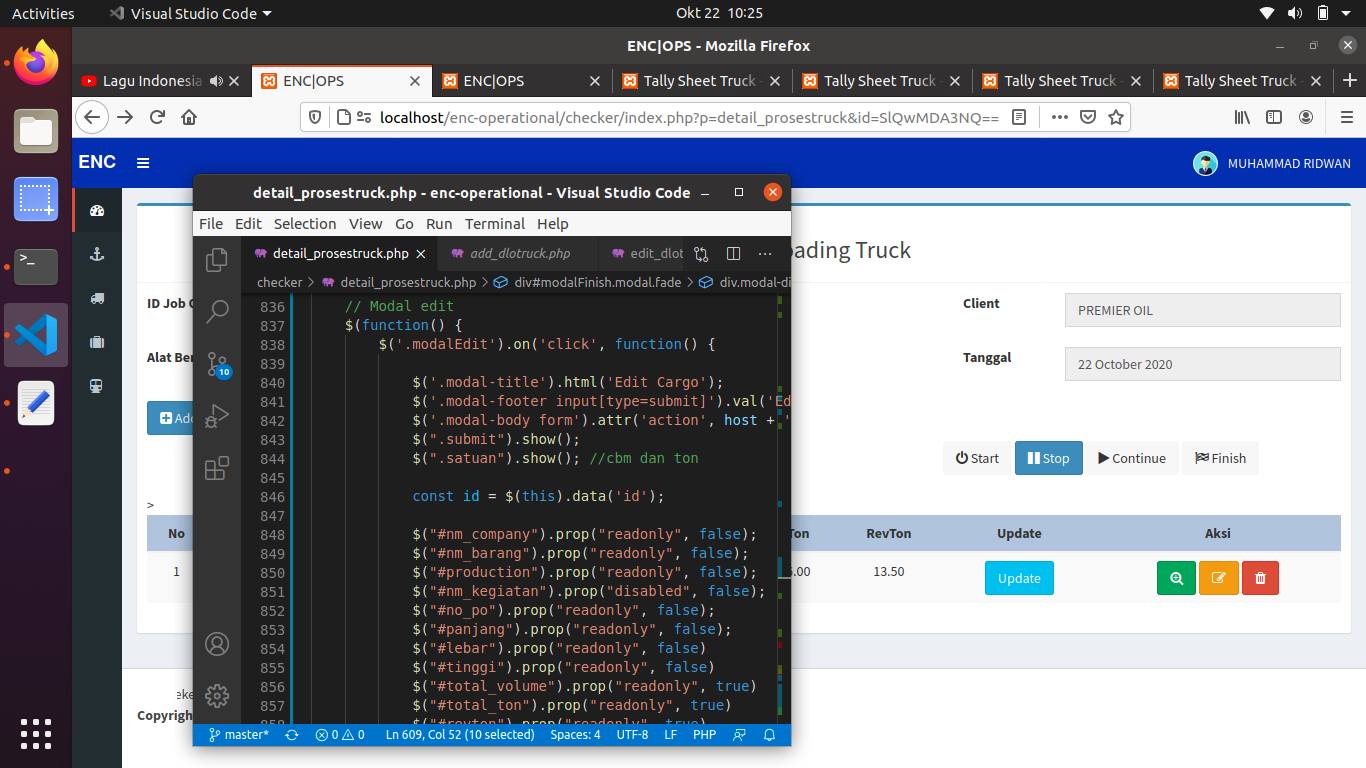 Activities
Visual Studio Code
Okt 22 10:25
ENC|OPS - Mozilla Firefox
Lagu Indonesia
ENC|OPS
ENC|OPS
Tally Sheet Truck -
Tally Sheet Truck -
Tally Sheet Truck -
Tally Sheet Truck -
localhost/enc-operational/checker/index.php?p=detail_prosestruck&id=SlQwMDA3NQ==
ENC
MUHAMMAD RIDWAN
detail_prosestruck.php - enc-operational - Visual Studio Code
File Edit Selection View Go Run Terminal Help
detail_prosestruck.php
add_dlotruck.php
edit_dlot
checker > detail_prosestruck.php > div#modalFinish.modal.fade > div.modal-di
836 // Modal edit
837 $(function() {
838 $('.modalEdit').on('click', function() {
839
840 $('.modal-title').html('Edit Cargo');
841 $('.modal-footer input[type=submit]').val('Ed
842 $('.modal-body form').attr('action', host + '
843 $(".submit").show();
844 $(".satuan").show(); //cbm dan ton
845
846 const id = $(this).data('id');
847
848 $("#nm_company").prop("readonly", false);
849 $("#nm_barang").prop("readonly", false);
850 $("#production").prop("readonly", false);
851 $("#nm_kegiatan").prop("disabled", false);
852 $("#no_po").prop("readonly", false);
853 $("#panjang").prop("readonly", false);
854 $("#lebar").prop("readonly", false)
855 $("#tinggi").prop("readonly", false)
856 $("#total_volume").prop("readonly", true)
857 $("#total_ton").prop("readonly", true)
858 $("#revton").prop("readonly", true)
10
master* 0 0 Ln 609, Col 52 (10 selected) Spaces: 4 UTF-8 LF PHP
ading Truck
ID Job
Client
PREMIER OIL
Alat Ber
Tanggal
22 October 2020
Add
Start
Stop
Continue
Finish
>
No Ton RevTon Update Aksi
1 .00 13.50 Update
eke
Copyright